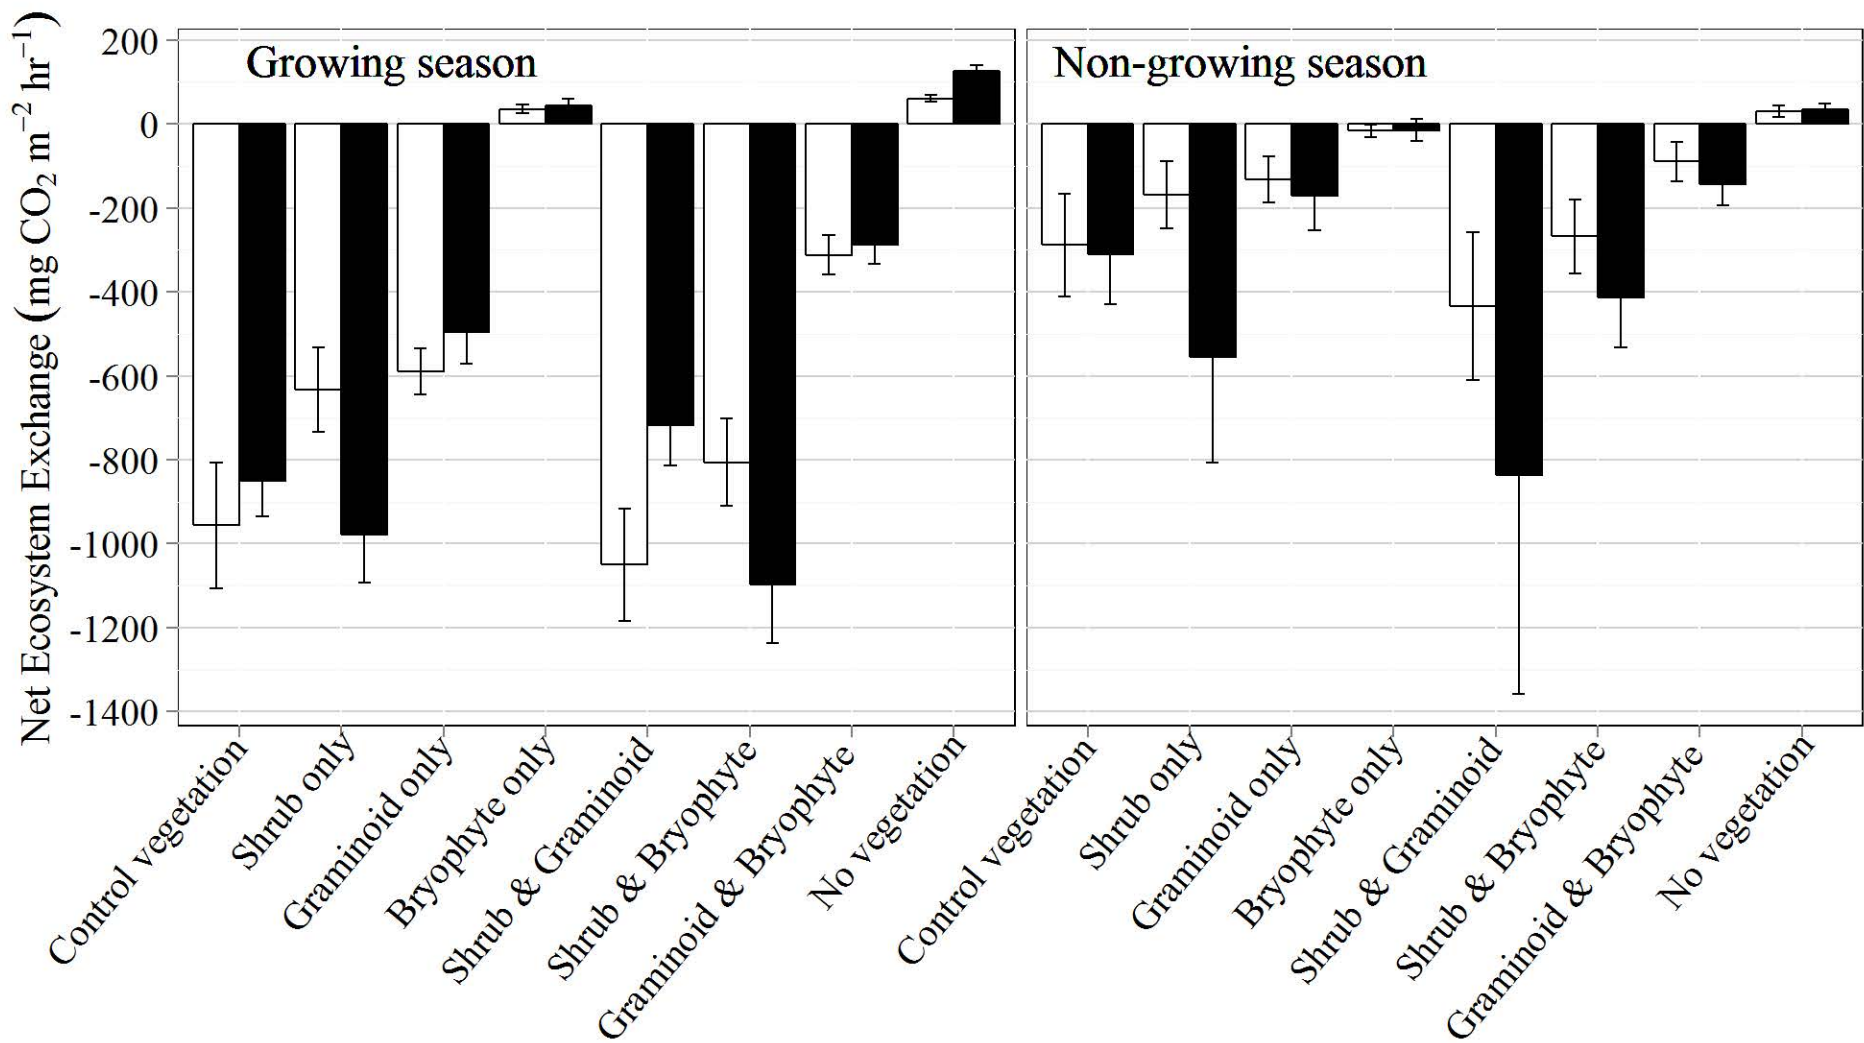 Net Ecosystem Exchange (mg CO₂ m⁻² hr⁻¹)
200
0
-200
-400
-600
-800
-1000
-1200
-1400
Growing season
Control vegetation
Shrub only
Graminoid only
Bryophyte only
Shrub & Graminoid
Shrub & Bryophyte
Graminoid & Bryophyte
No vegetation
Non-growing season
Control vegetation
Shrub only
Graminoid only
Bryophyte only
Shrub & Graminoid
Shrub & Bryophyte
Graminoid & Bryophyte
No vegetation